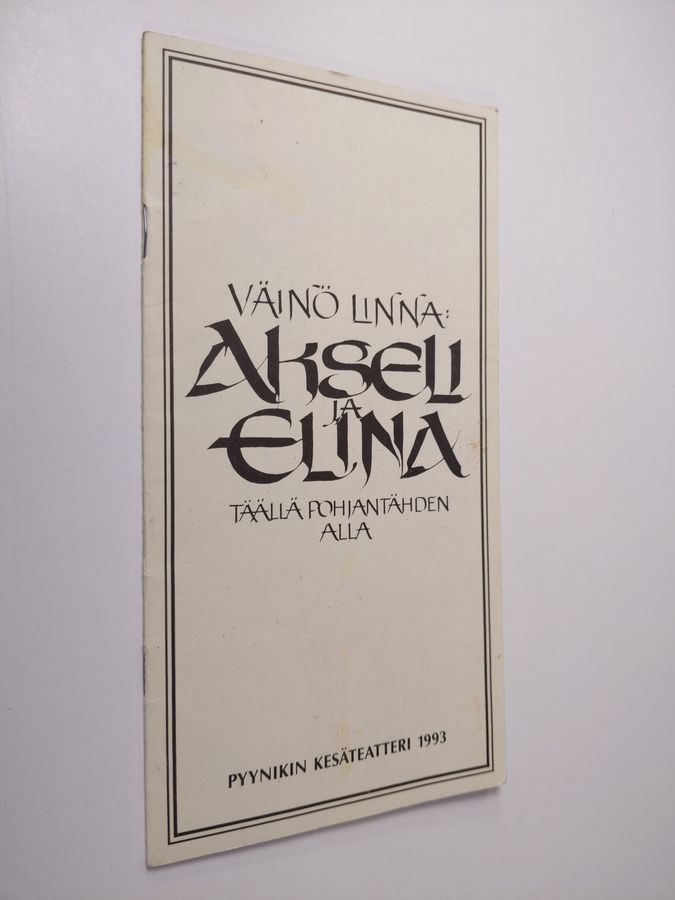 VÄINÖ LINNA:
AKSELI
JA
ELINA
TÄÄLLÄ POHJANTÄHDEN
ALLA
PYYNIKIN KESÄTEATTERI 1993